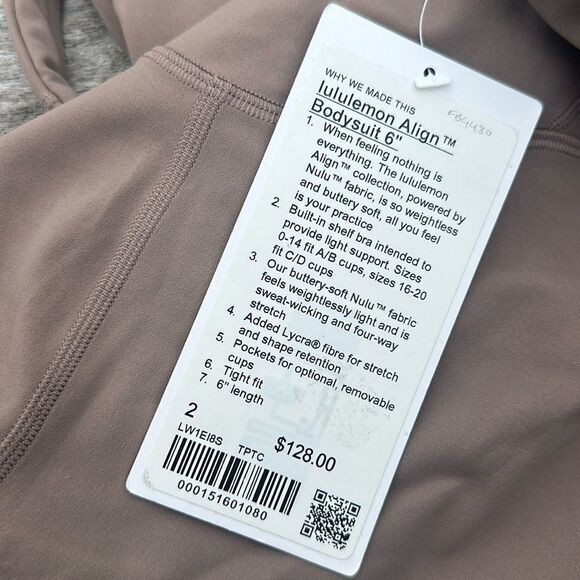 WHY WE MADE THIS
lululemon Align™
Bodysuit 6"
1. When feeling nothing is
everything. The lululemon
Align™ collection, powered by
Nulu™ fabric, is so weightless
and buttery soft, all you feel
is your practice
2. Built-in shelf bra intended to
provide light support. Sizes
0-14 fit A/B cups, sizes 16-20
fit C/D cups
3. Our buttery-soft Nulu™ fabric
feels weightlessly light and is
sweat-wicking and four-way
stretch
4. Added Lycra® fibre for stretch
and shape retention
5. Pockets for optional, removable
cups
6. Tight fit
7. 6" length
2
LW1EI8S TPTC $128.00
000151601080